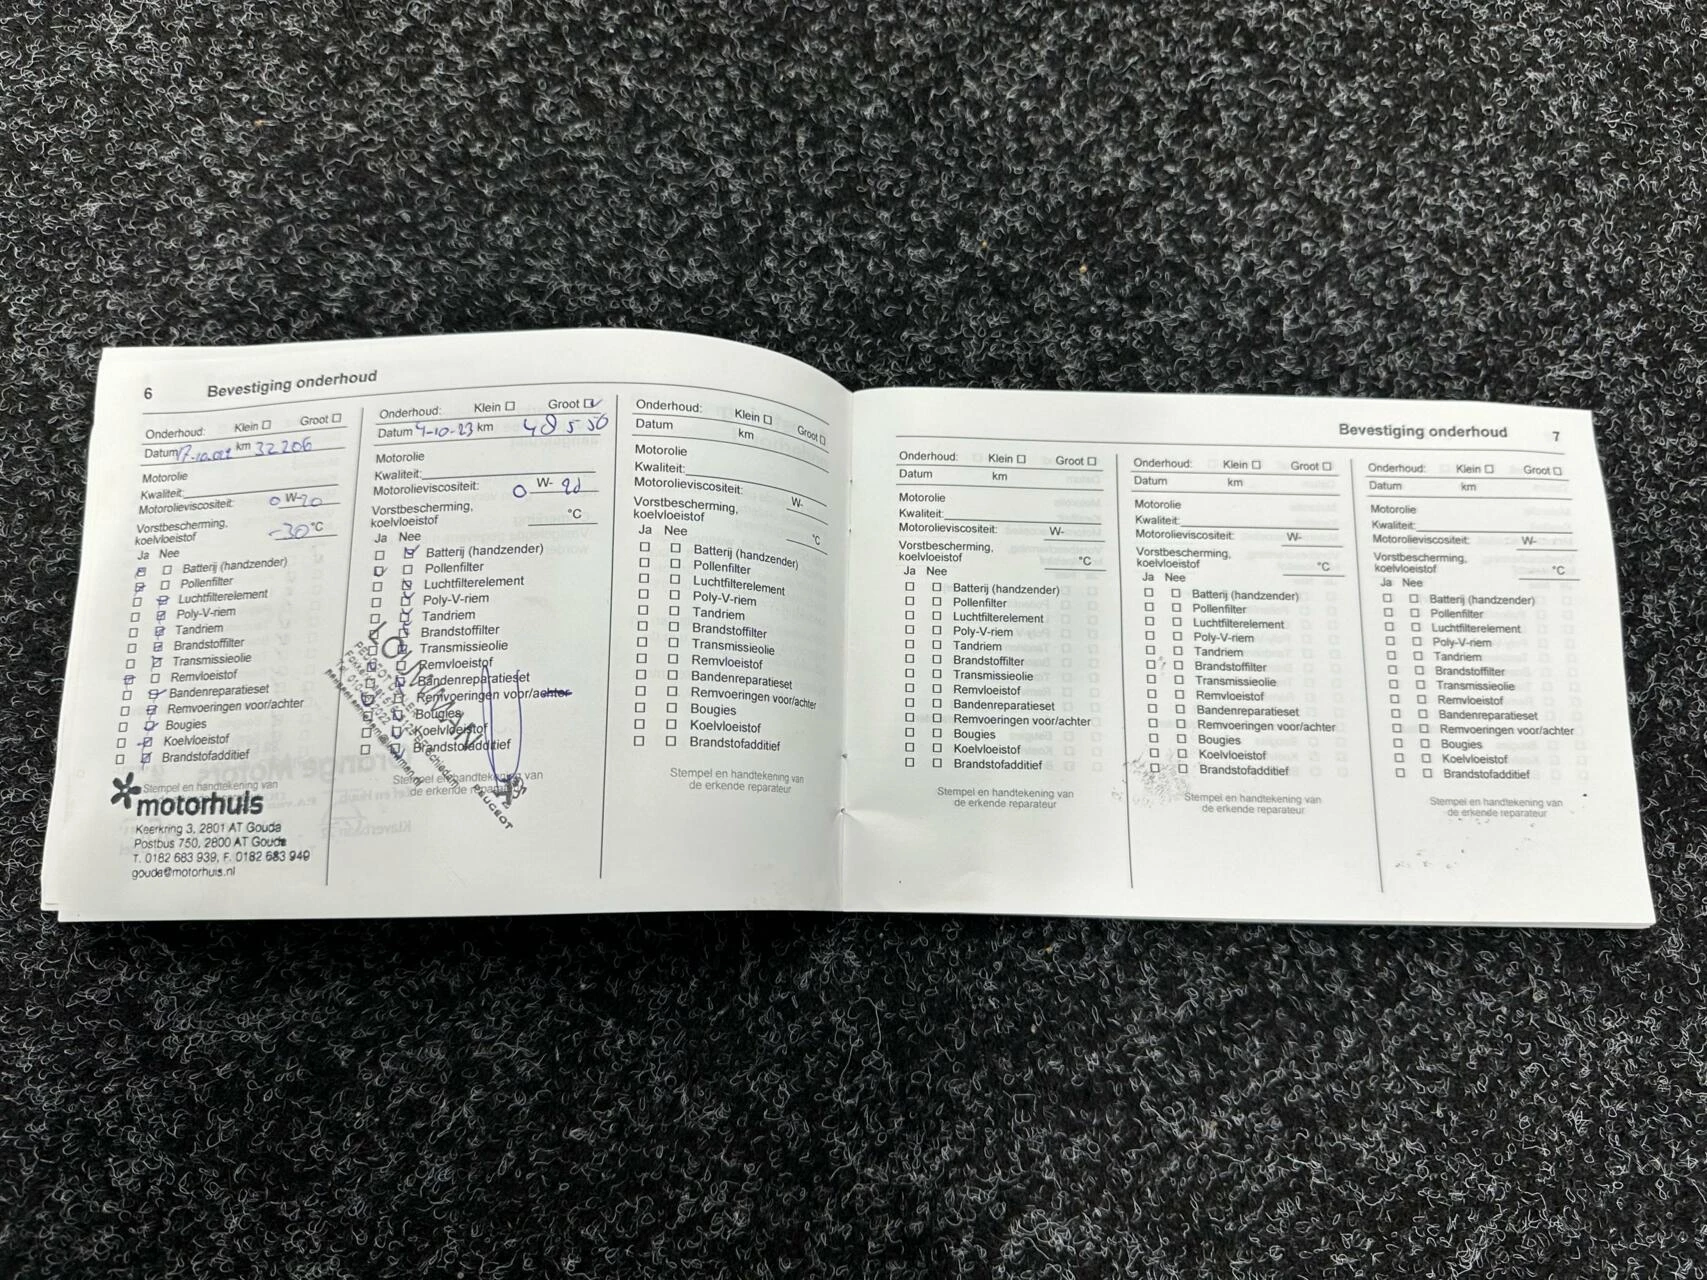 6 Bevestiging onderhoud
Onderhoud: Klein ☐ Groot ☐
Datum km 32206
Motorolie
Kwaliteit:
Motorolieviscositeit: 0 W-20
Vorstbescherming,
koelvloeistof -30 °C
Ja Nee
Batterij (handzender)
Pollenfilter
Luchtfilterelement
Poly-V-riem
Tandriem
Brandstoffilter
Transmissieolie
Remvloeistof
Bandenreparatieset
Remvoeringen voor/achter
Bougies
Koelvloeistof
Brandstofadditief
Stempel en handtekening van
motorhuis
Keerkring 3, 2801 AT Gouda
Postbus 750, 2800 AT Gouda
T. 0182 683 939, F. 0182 683 940
gouda@motorhuis.nl
Onderhoud: Klein ☐ Groot ☑
Datum 4-10-23 km 48550
Motorolie
Kwaliteit:
Motorolieviscositeit: 0 W- 20
Vorstbescherming,
koelvloeistof °C
Ja Nee
Batterij (handzender)
Pollenfilter
Luchtfilterelement
Poly-V-riem
Tandriem
Brandstoffilter
Transmissieolie
Remvloeistof
Bandenreparatieset
Remvoeringen voor/achter
Bougies
Koelvloeistof
Brandstofadditief
Stempel en handtekening van
de erkende reparateur
PEUGEOT
Onderhoud: Klein ☐ Groot ☐
Datum km
Motorolie
Kwaliteit:
Motorolieviscositeit: W-
Vorstbescherming,
koelvloeistof °C
Ja Nee
Batterij (handzender)
Pollenfilter
Luchtfilterelement
Poly-V-riem
Tandriem
Brandstoffilter
Transmissieolie
Remvloeistof
Bandenreparatieset
Remvoeringen voor/achter
Bougies
Koelvloeistof
Brandstofadditief
Stempel en handtekening van
de erkende reparateur
Bevestiging onderhoud 7
Onderhoud: Klein ☐ Groot ☐
Datum km
Motorolie
Kwaliteit:
Motorolieviscositeit: W-
Vorstbescherming,
koelvloeistof °C
Ja Nee
Batterij (handzender)
Pollenfilter
Luchtfilterelement
Poly-V-riem
Tandriem
Brandstoffilter
Transmissieolie
Remvloeistof
Bandenreparatieset
Remvoeringen voor/achter
Bougies
Koelvloeistof
Brandstofadditief
Stempel en handtekening van
de erkende reparateur
Onderhoud: Klein ☐ Groot ☐
Datum km
Motorolie
Kwaliteit:
Motorolieviscositeit: W-
Vorstbescherming,
koelvloeistof °C
Ja Nee
Batterij (handzender)
Pollenfilter
Luchtfilterelement
Poly-V-riem
Tandriem
Brandstoffilter
Transmissieolie
Remvloeistof
Bandenreparatieset
Remvoeringen voor/achter
Bougies
Koelvloeistof
Brandstofadditief
Stempel en handtekening van
de erkende reparateur
Onderhoud: Klein ☐ Groot ☐
Datum km
Motorolie
Kwaliteit:
Motorolieviscositeit: W-
Vorstbescherming,
koelvloeistof °C
Ja Nee
Batterij (handzender)
Pollenfilter
Luchtfilterelement
Poly-V-riem
Tandriem
Brandstoffilter
Transmissieolie
Remvloeistof
Bandenreparatieset
Remvoeringen voor/achter
Bougies
Koelvloeistof
Brandstofadditief
Stempel en handtekening van
de erkende reparateur